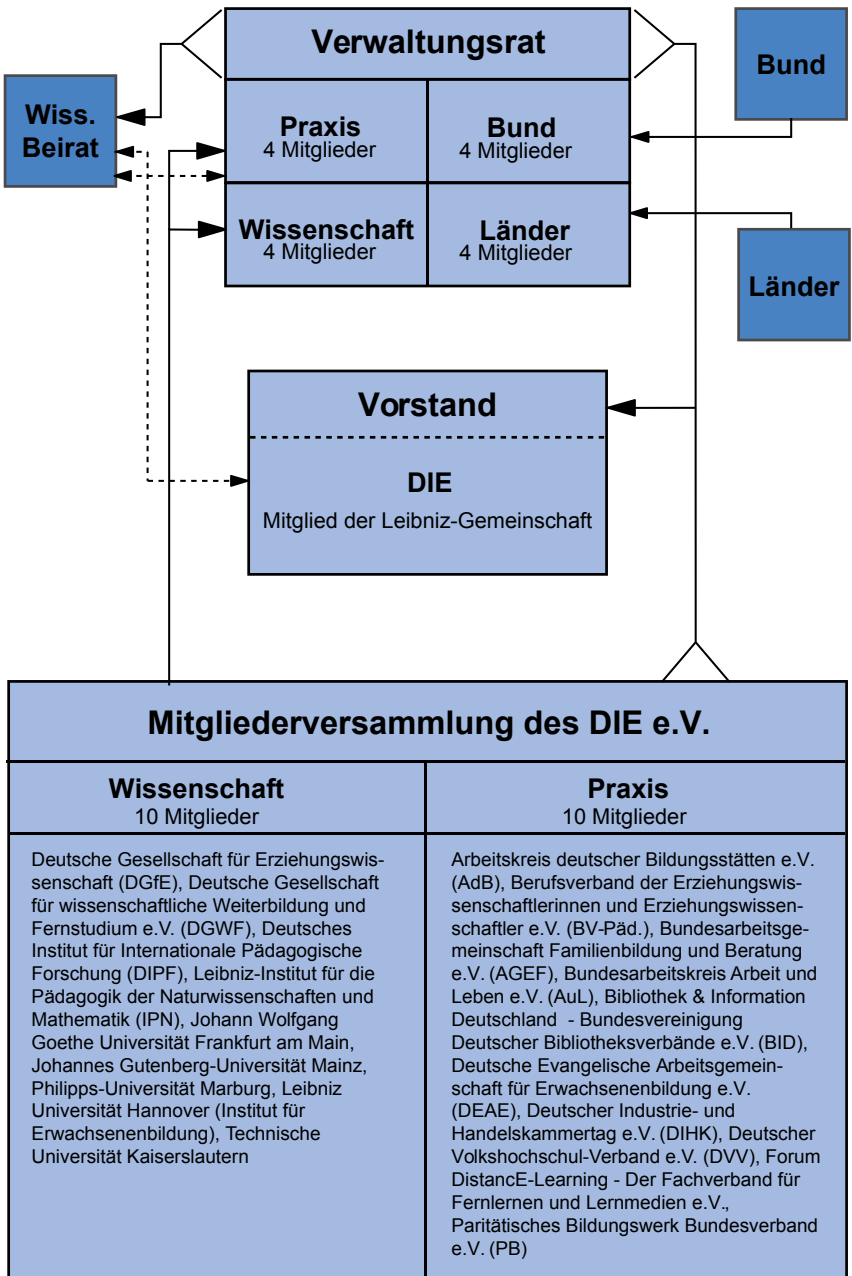 Verwaltungsrat
Bund
Wiss.
Beirat
Praxis
4 Mitglieder
Bund
4 Mitglieder
Wissenschaft
4 Mitglieder
Länder
4 Mitglieder
Länder
Vorstand
DIE
Mitglied der Leibniz-Gemeinschaft
Mitgliederversammlung des DIE e.V.
Wissenschaft
10 Mitglieder
Deutsche Gesellschaft für Erziehungswis-
senschaft (DGfE), Deutsche Gesellschaft
für wissenschaftliche Weiterbildung und
Fernstudium e.V. (DGWF), Deutsches
Institut für Internationale Pädagogische
Forschung (DIPF), Leibniz-Institut für die
Pädagogik der Naturwissenschaften und
Mathematik (IPN), Johann Wolfgang
Goethe Universität Frankfurt am Main,
Johannes Gutenberg-Universität Mainz,
Philipps-Universität Marburg, Leibniz
Universität Hannover (Institut für
Erwachsenenbildung), Technische
Universität Kaiserslautern
Praxis
10 Mitglieder
Arbeitskreis deutscher Bildungsstätten e.V.
(AdB), Berufsverband der Erziehungswis-
senschaftlerinnen und Erziehungswissen-
schaftler e.V. (BV-Päd.), Bundesarbeitsge-
meinschaft Familienbildung und Beratung
e.V. (AGEF), Bundesarbeitskreis Arbeit und
Leben e.V. (AuL), Bibliothek & Information
Deutschland - Bundesvereinigung
Deutscher Bibliotheksverbände e.V. (BID),
Deutsche Evangelische Arbeitsgemein-
schaft für Erwachsenenbildung e.V.
(DEAE), Deutscher Industrie- und
Handelskammertag e.V. (DIHK), Deutscher
Volkshochschul-Verband e.V. (DVV), Forum
DistancE-Learning - Der Fachverband für
Fernlernen und Lernmedien e.V.,
Paritätisches Bildungswerk Bundesverband
e.V. (PB)